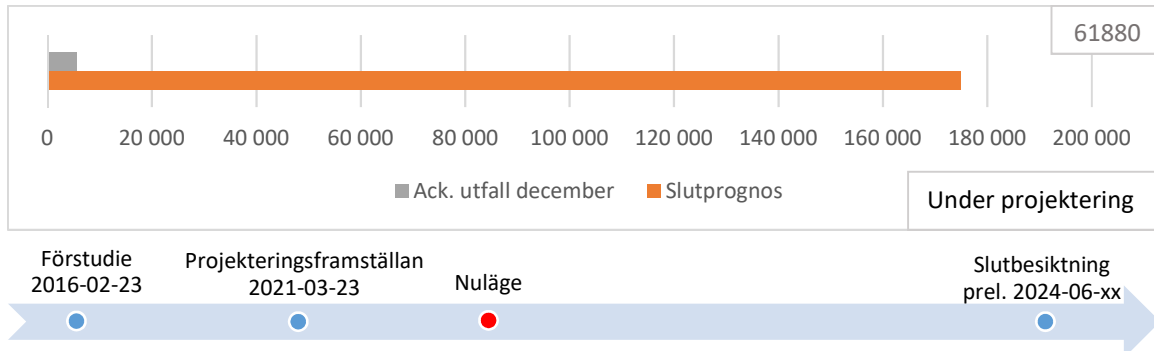 61880
0 20 000 40 000 60 000 80 000 100 000 120 000 140 000 160 000 180 000 200 000
Ack. utfall december Slutprognos
Under projektering
Förstudie
2016-02-23
Projekteringsframställan
2021-03-23
Nuläge
Slutbesiktning
prel. 2024-06-xx